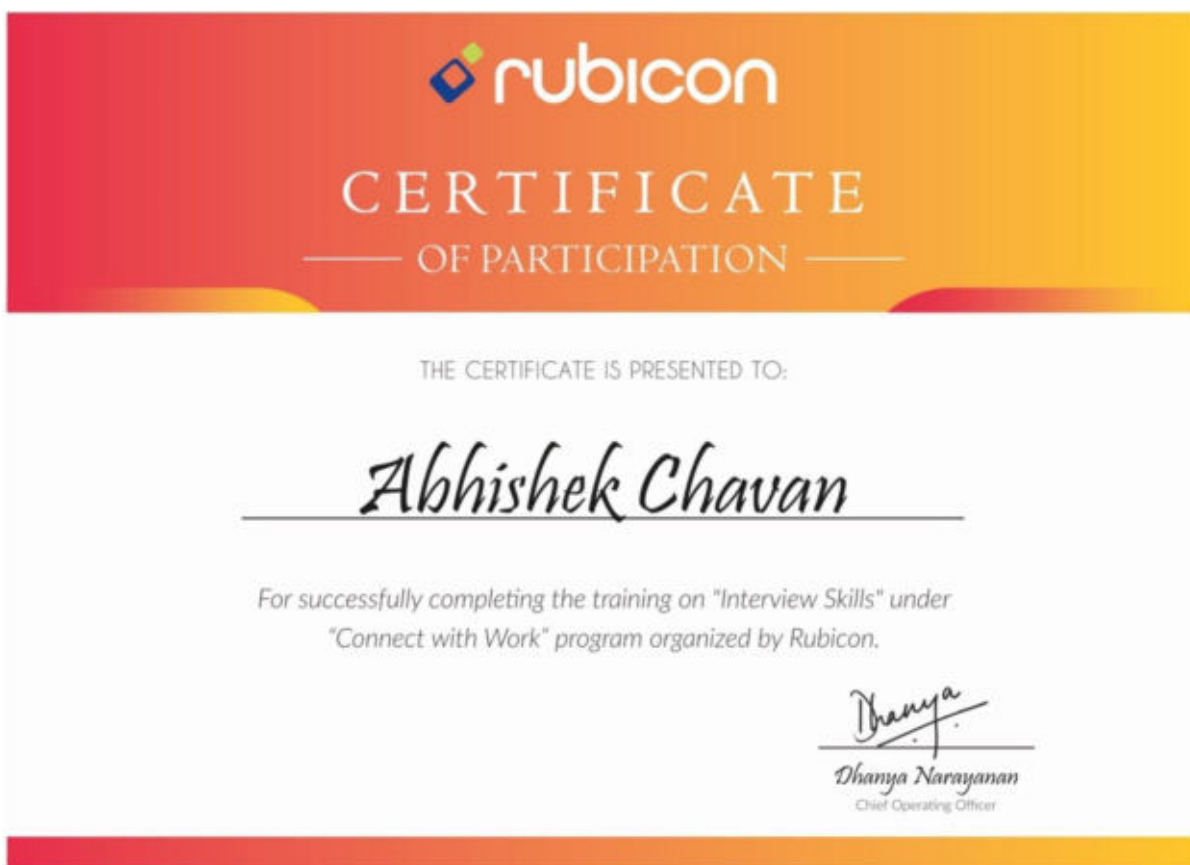 rubicon
CERTIFICATE
OF PARTICIPATION
THE CERTIFICATE IS PRESENTED TO:
Abhishek Chavan
For successfully completing the training on "Interview Skills" under
"Connect with Work" program organized by Rubicon.
Dhanya
Dhanya Narayanan
Chief Operating Officer